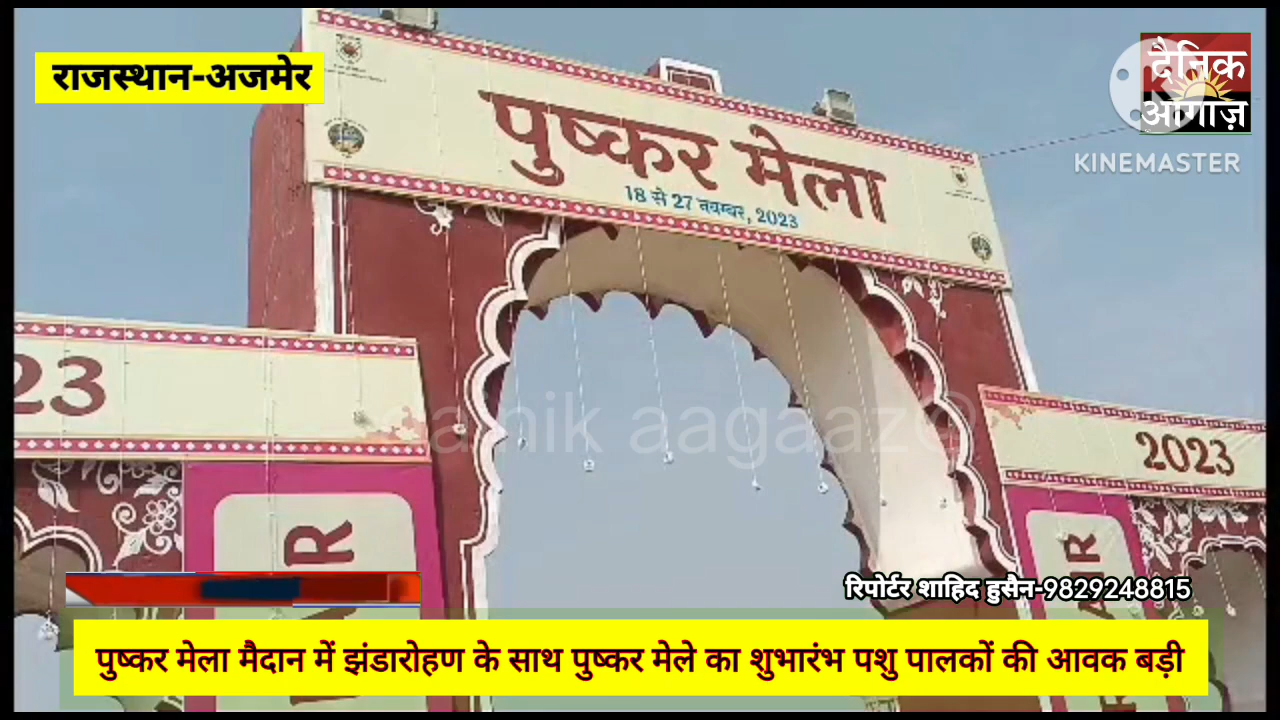 राजस्थान-अजमेर
दैनिक
आगाज़
KINEMASTER
पुष्कर मेला
18 से 27 नवम्बर, 2023
23
2023
dainik aagaaz@
रिपोर्टर शाहिद हुसैन-9829248815
पुष्कर मेला मैदान में झंडारोहण के साथ पुष्कर मेले का शुभारंभ पशु पालकों की आवक बड़ी